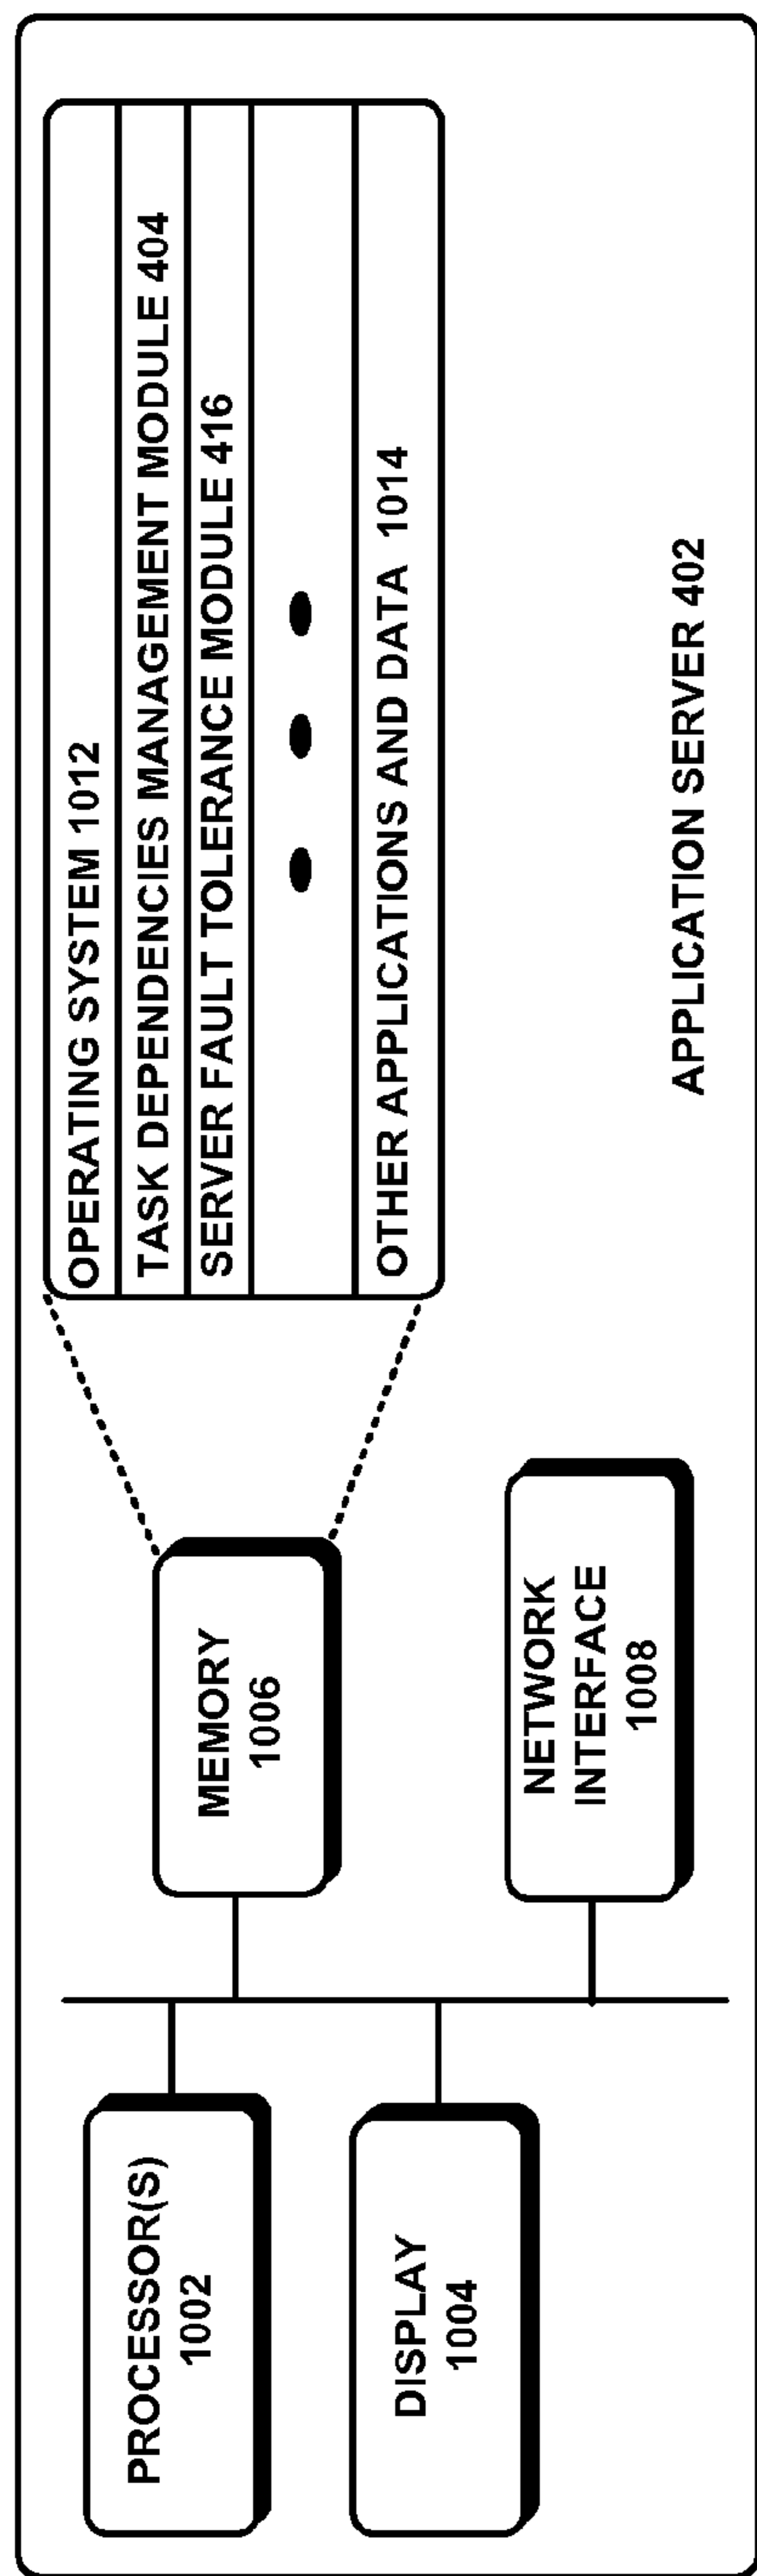 PROCESSOR(S)
1002
DISPLAY
1004
MEMORY
1006
NETWORK
INTERFACE
1008
OPERATING SYSTEM 1012
TASK DEPENDENCIES MANAGEMENT MODULE 404
SERVER FAULT TOLERANCE MODULE 416
OTHER APPLICATIONS AND DATA 1014
APPLICATION SERVER 402